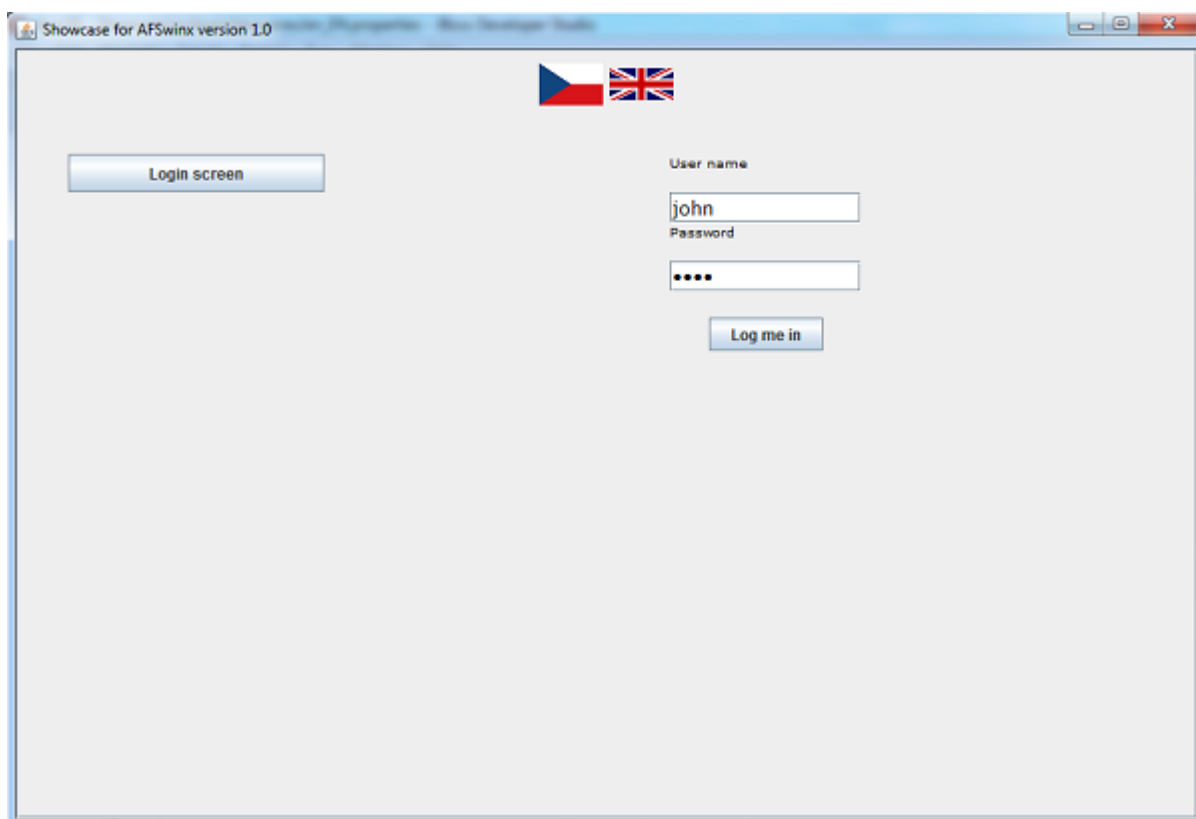 Showcase for AFSwinx version 1.0
Login screen
User name
john
Password
••••
Log me in